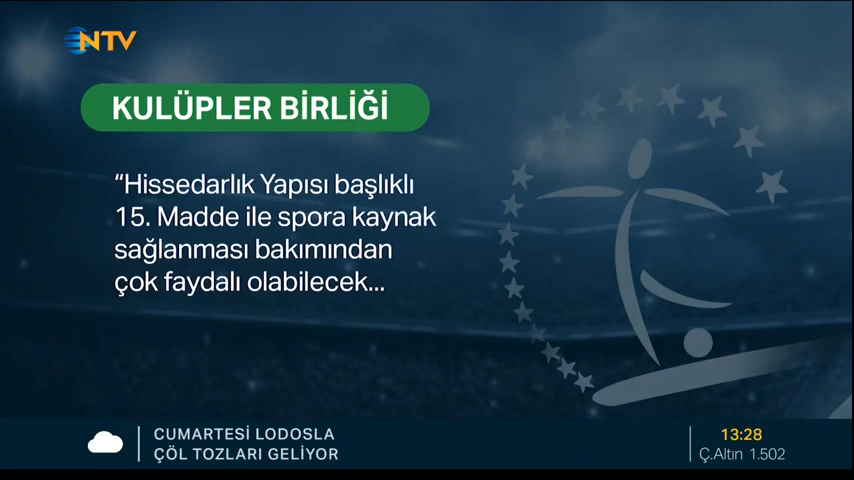 NTV
KULÜPLER BİRLİĞİ
“Hissedarlık Yapısı başlıklı
15. Madde ile spora kaynak
sağlanması bakımından
çok faydalı olabilecek...
CUMARTESİ LODOSLA
ÇÖL TOZLARI GELİYOR
13:28
Ç.Altın 1.502